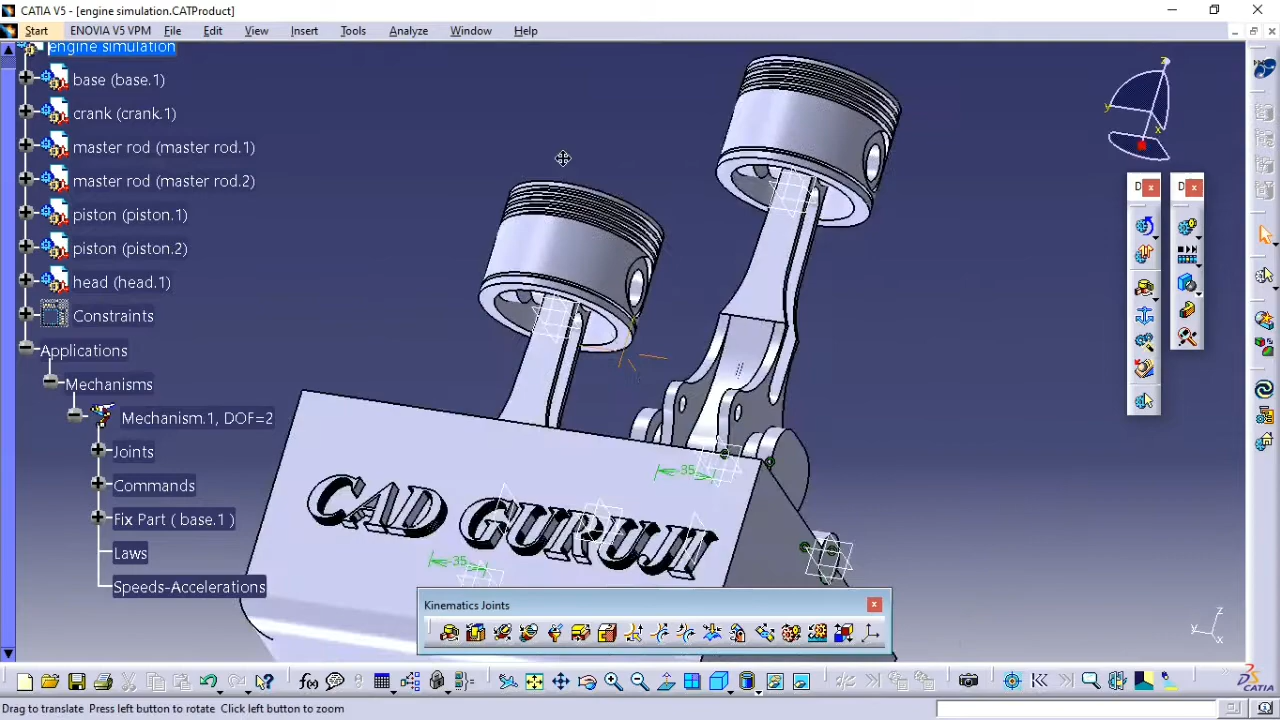 CATIA V5 - [engine simulation.CATProduct]
Start ENOVIA V5 VPM File Edit View Insert Tools Analyze Window Help
engine simulation
base (base.1)
crank (crank.1)
master rod (master rod.1)
master rod (master rod.2)
piston (piston.1)
piston (piston.2)
head (head.1)
Constraints
Applications
Mechanisms
Mechanism.1, DOF=2
Joints
Commands
Fix Part ( base.1 )
Laws
Speeds-Accelerations
z
y
x
D
D
35
CAD GURUJI
35
Kinematics Joints
z
y
x
f(x)
CATIA
Drag to translate Press left button to rotate Click left button to zoom